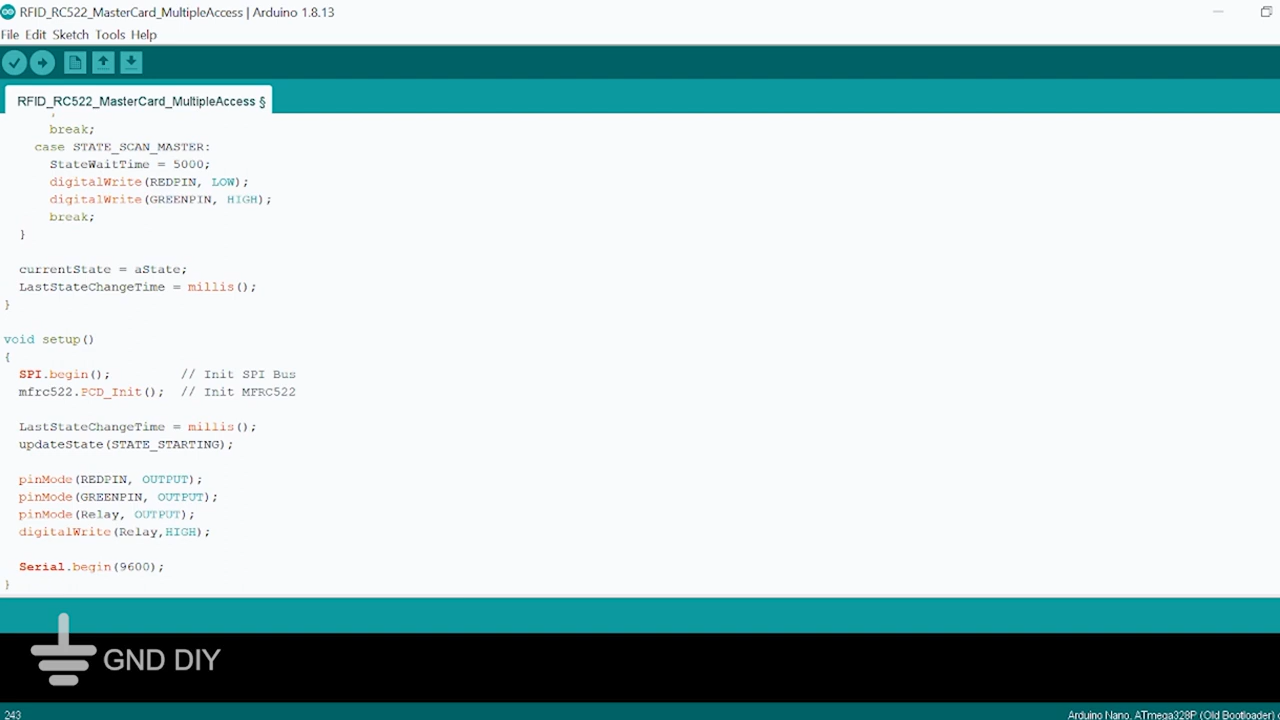 RFID_RC522_MasterCard_MultipleAccess | Arduino 1.8.13
File Edit Sketch Tools Help
RFID_RC522_MasterCard_MultipleAccess §
break;
case STATE_SCAN_MASTER:
StateWaitTime = 5000;
digitalWrite(REDPIN, LOW);
digitalWrite(GREENPIN, HIGH);
break;
}
currentState = aState;
LastStateChangeTime = millis();
}
void setup()
{
SPI.begin(); // Init SPI Bus
mfrc522.PCD_Init(); // Init MFRC522
LastStateChangeTime = millis();
updateState(STATE_STARTING);
pinMode(REDPIN, OUTPUT);
pinMode(GREENPIN, OUTPUT);
pinMode(Relay, OUTPUT);
digitalWrite(Relay,HIGH);
Serial.begin(9600);
}
GND DIY
243
Arduino Nano, ATmega328P (Old Bootloader)